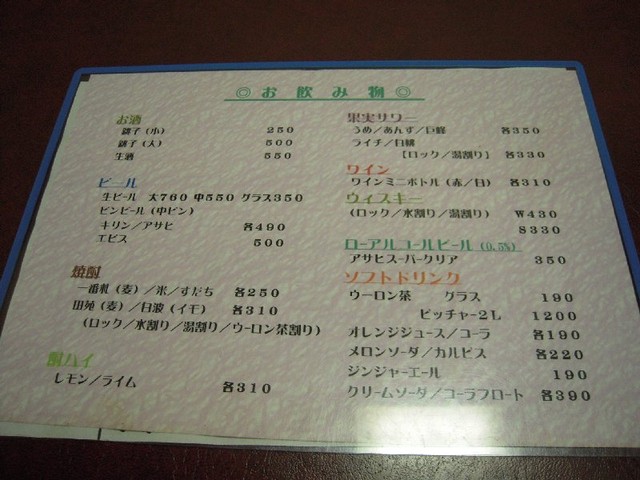 ◎ お 飲 み 物 ◎
お酒
銚子（小） 250
銚子（大） 500
生酒 550
ビール
生ビール 大760 中550 グラス350
ビンビール（中ビン）
キリン／アサヒ 各490
エビス 500
焼酎
一番札（麦）／米／すだち 各250
田苑（麦）／白波（イモ） 各310
（ロック／水割り／湯割り／ウーロン茶割り）
酎ハイ
レモン／ライム 各310
果実サワー
うめ／あんず／巨峰 各350
ライチ／白桃
［ロック／湯割り］ 各330
ワイン
ワインミニボトル（赤／白） 各310
ウィスキー
（ロック／水割り／湯割り） W430
S330
ローアルコールビール（0.5%）
アサヒスーパークリア 350
ソフトドリンク
ウーロン茶 グラス 190
ピッチャー2L 1200
オレンジジュース／コーラ 各190
メロンソーダ／カルピス 各220
ジンジャーエール 190
クリームソーダ／コーラフロート 各390